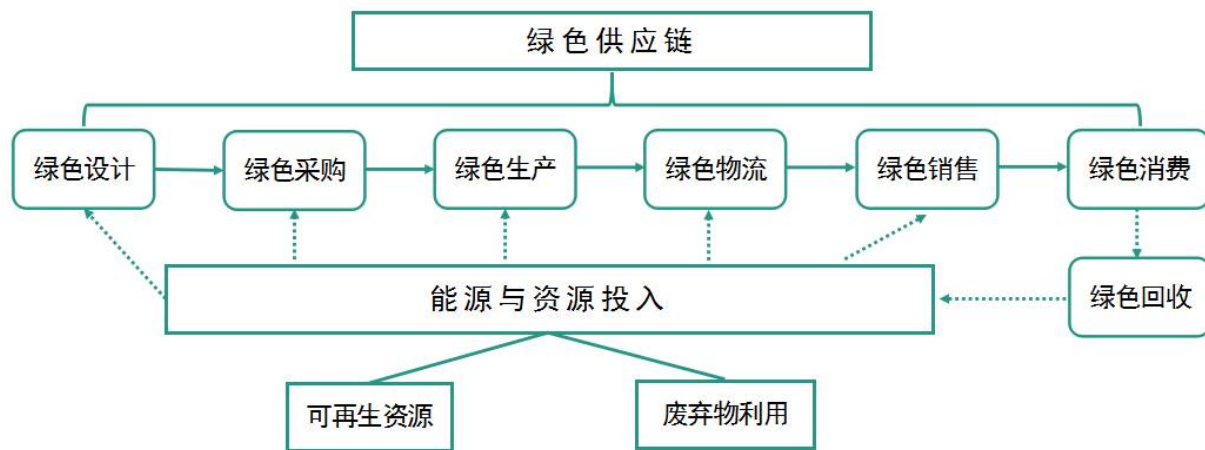 绿色供应链
绿色设计
绿色采购
绿色生产
绿色物流
绿色销售
绿色消费
能源与资源投入
绿色回收
可再生资源
废弃物利用